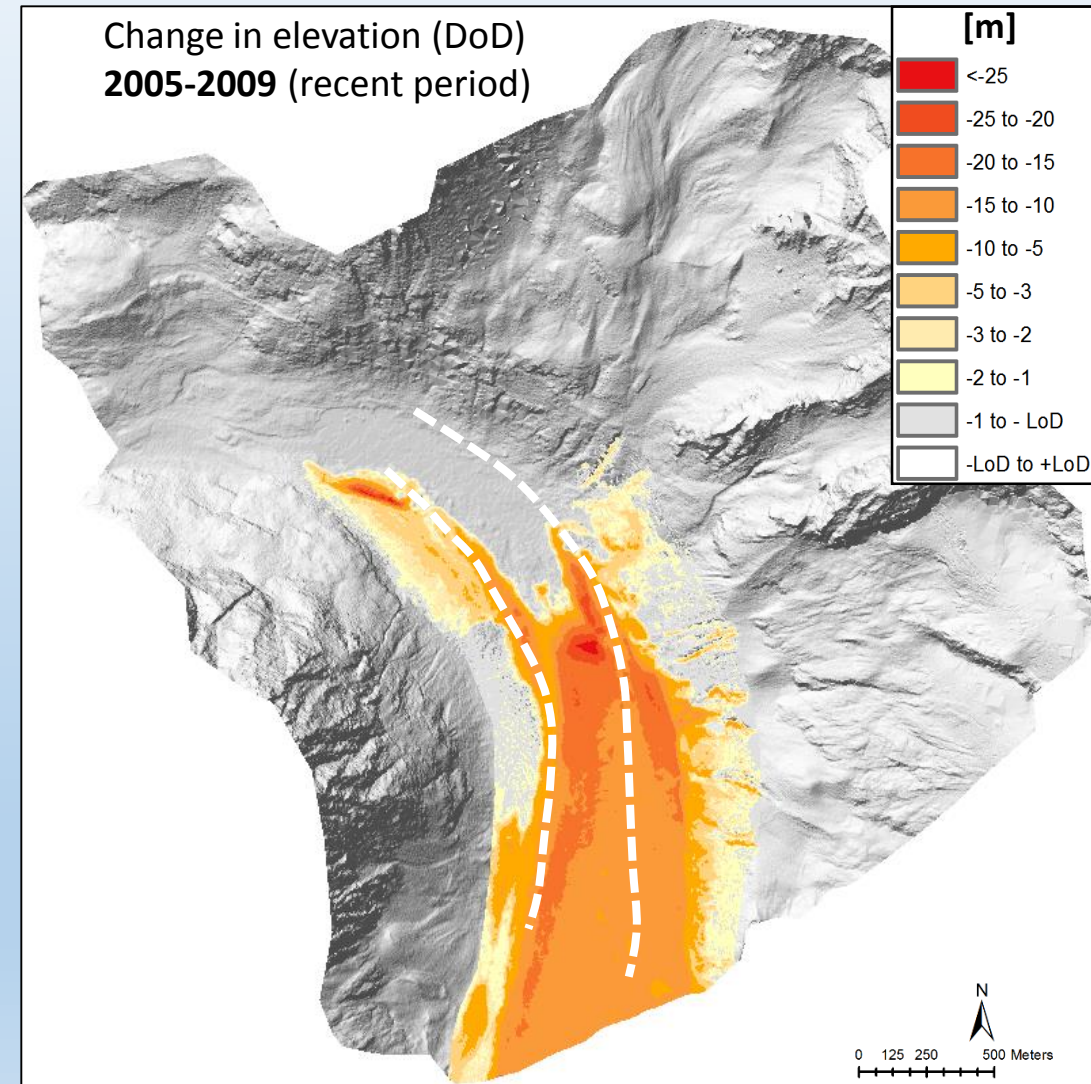 Change in elevation (DoD)
2005-2009 (recent period)
[m]
<-25
-25 to -20
-20 to -15
-15 to -10
-10 to -5
-5 to -3
-3 to -2
-2 to -1
-1 to - LoD
-LoD to +LoD
N
0 125 250 500 Meters